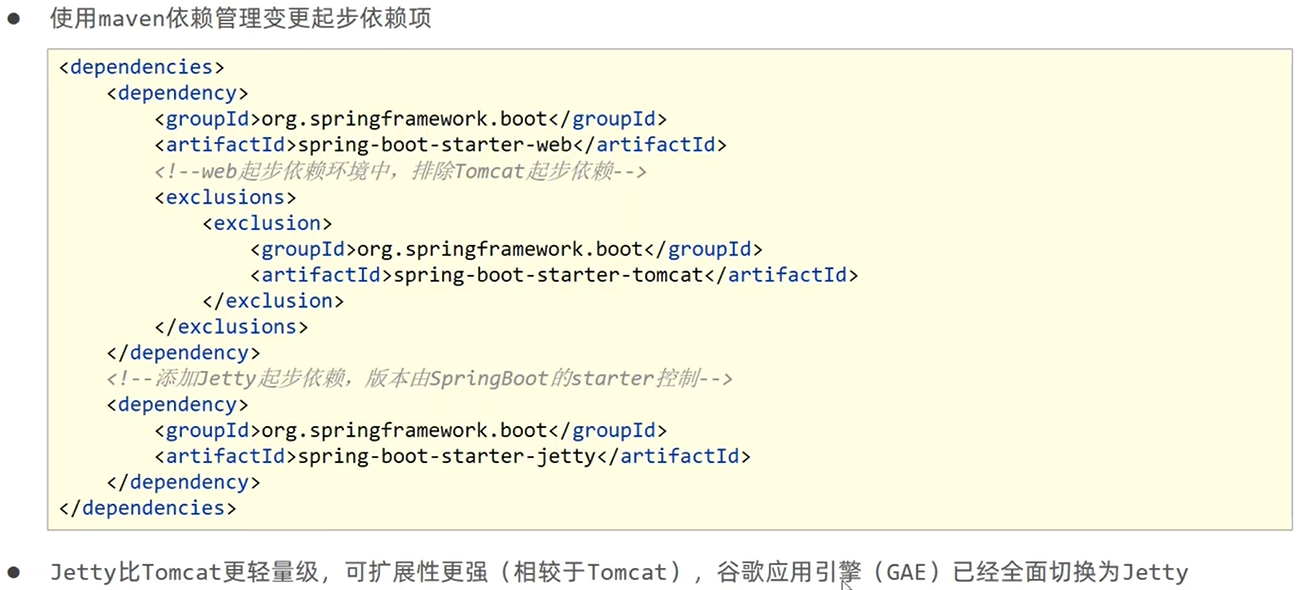 ● 使用maven依赖管理变更起步依赖项
<dependencies>
    <dependency>
        <groupId>org.springframework.boot</groupId>
        <artifactId>spring-boot-starter-web</artifactId>
        <!--web起步依赖环境中，排除Tomcat起步依赖-->
        <exclusions>
            <exclusion>
                <groupId>org.springframework.boot</groupId>
                <artifactId>spring-boot-starter-tomcat</artifactId>
            </exclusion>
        </exclusions>
    </dependency>
    <!--添加Jetty起步依赖，版本由SpringBoot的starter控制-->
    <dependency>
        <groupId>org.springframework.boot</groupId>
        <artifactId>spring-boot-starter-jetty</artifactId>
    </dependency>
</dependencies>
● Jetty比Tomcat更轻量级，可扩展性更强（相较于Tomcat），谷歌应用引擎（GAE）已经全面切换为Jetty